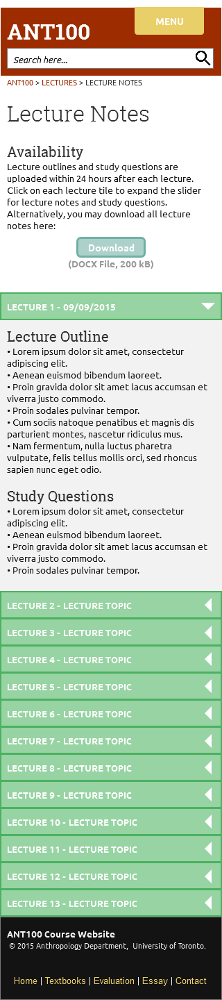 MENU
ANT100
Search here...
ANT100 > LECTURES > LECTURE NOTES
Lecture Notes
Availability
Lecture outlines and study questions are
uploaded within 24 hours after each lecture.
Click on each lecture tile to expand the slider
for lecture notes and study questions.
Alternatively, you may download all lecture
notes here:
Download
(DOCX File, 200 kB)
LECTURE 1 - 09/09/2015
Lecture Outline
• Lorem ipsum dolor sit amet, consectetur
adipiscing elit.
• Aenean euismod bibendum laoreet.
• Proin gravida dolor sit amet lacus accumsan et
viverra justo commodo.
• Proin sodales pulvinar tempor.
• Cum sociis natoque penatibus et magnis dis
parturient montes, nascetur ridiculus mus.
• Nam fermentum, nulla luctus pharetra
vulputate, felis tellus mollis orci, sed rhoncus
sapien nunc eget odio.
Study Questions
• Lorem ipsum dolor sit amet, consectetur
adipiscing elit.
• Aenean euismod bibendum laoreet.
• Proin gravida dolor sit amet lacus accumsan et
viverra justo commodo.
• Proin sodales pulvinar tempor.
LECTURE 2 - LECTURE TOPIC
LECTURE 3 - LECTURE TOPIC
LECTURE 4 - LECTURE TOPIC
LECTURE 5 - LECTURE TOPIC
LECTURE 6 - LECTURE TOPIC
LECTURE 7 - LECTURE TOPIC
LECTURE 8 - LECTURE TOPIC
LECTURE 9 - LECTURE TOPIC
LECTURE 10 - LECTURE TOPIC
LECTURE 11 - LECTURE TOPIC
LECTURE 12 - LECTURE TOPIC
LECTURE 13 - LECTURE TOPIC
ANT100 Course Website
© 2015 Anthropology Department, University of Toronto.
Home | Textbooks | Evaluation | Essay | Contact